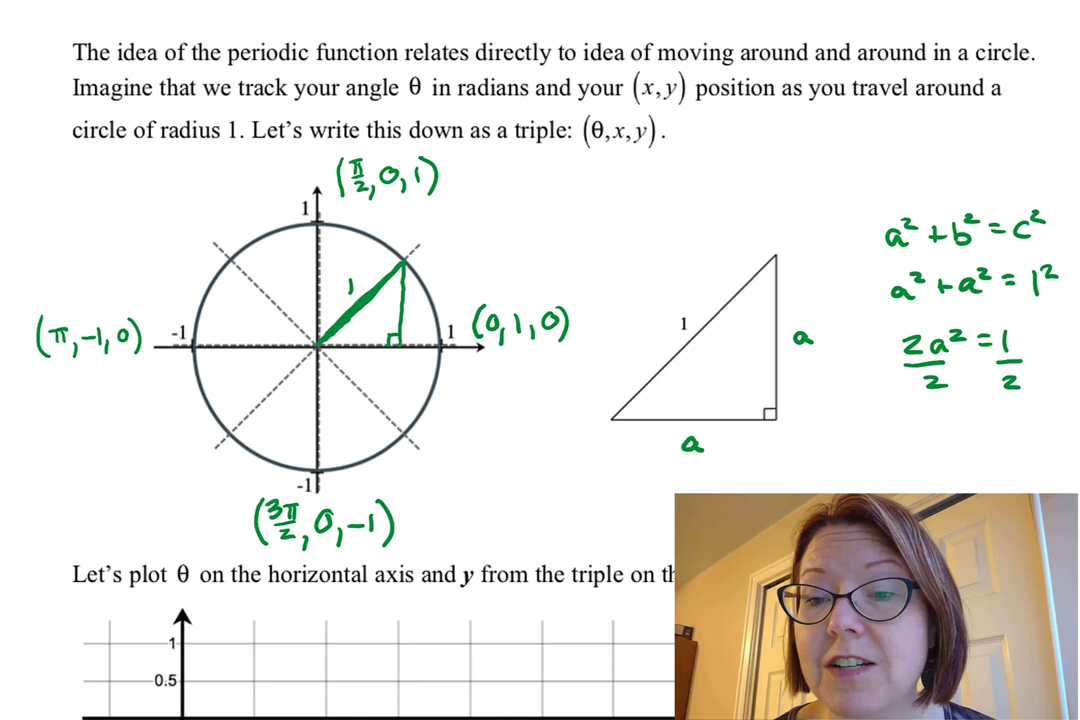 The idea of the periodic function relates directly to idea of moving around and around in a circle.
Imagine that we track your angle θ in radians and your (x,y) position as you travel around a
circle of radius 1. Let's write this down as a triple: (θ,x,y).
(π/2, 0, 1)
1
a² + b² = c²
1
a² + a² = 1²
(π, -1, 0)
-1
1
(0, 1, 0)
1
a
2a²/2 = 1/2
a
-1
(3π/2, 0, -1)
Let's plot θ on the horizontal axis and y from the triple on
1
0.5